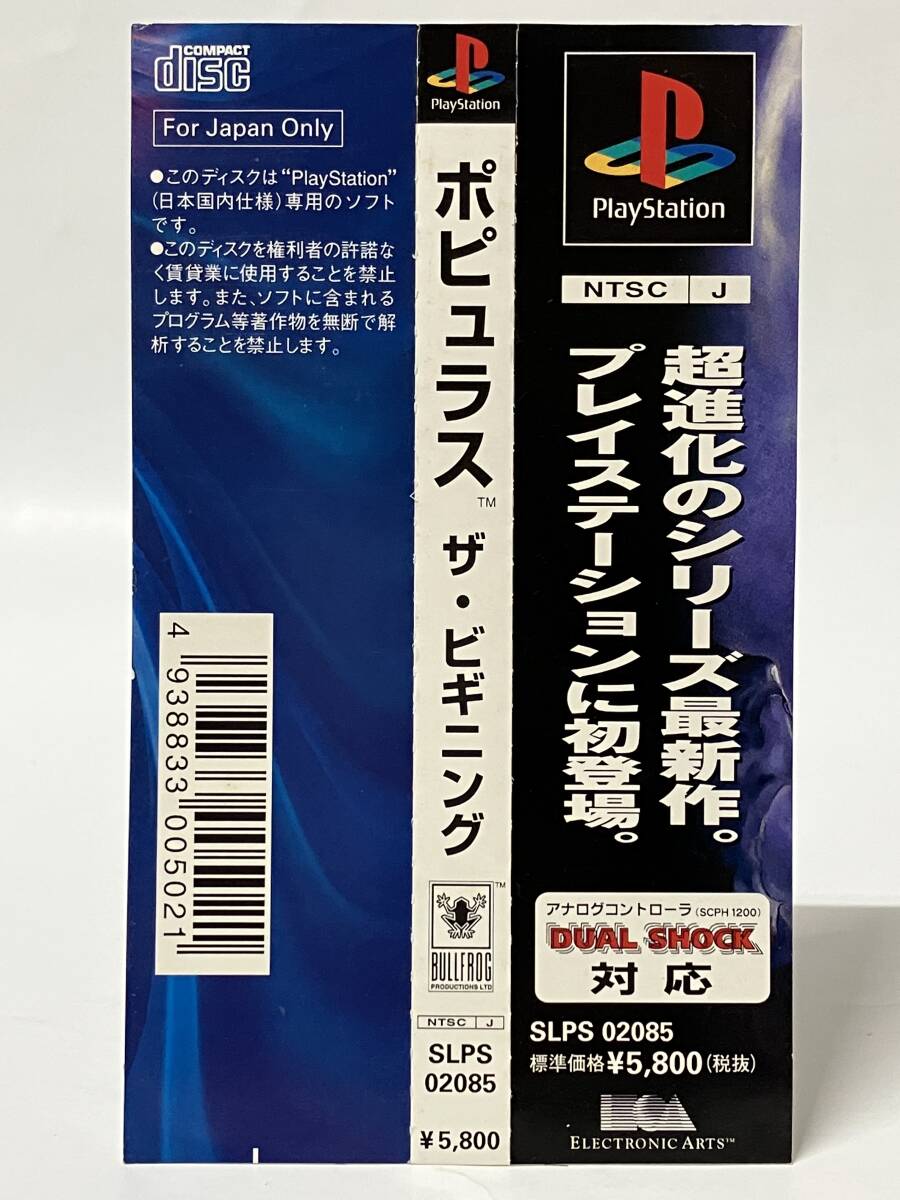 COMPACT
disc
For Japan Only
●このディスクは“PlayStation”
(日本国内仕様)専用のソフト
です。
●このディスクを権利者の許諾な
く賃貸業に使用することを禁止
します。また、ソフトに含まれる
プログラム等著作物を無断で解
析することを禁止します。
4 938833 005021
PlayStation
ポピュラス™ ザ・ビギニング
BULLFROG™
PRODUCTIONS LTD
NTSC J
SLPS
02085
¥5,800
PlayStation
NTSC J
超進化のシリーズ最新作。
プレイステーションに初登場。
アナログコントローラ(SCPH 1200)
DUAL SHOCK
対応
SLPS 02085
標準価格¥5,800(税抜)
EA
ELECTRONIC ARTS™